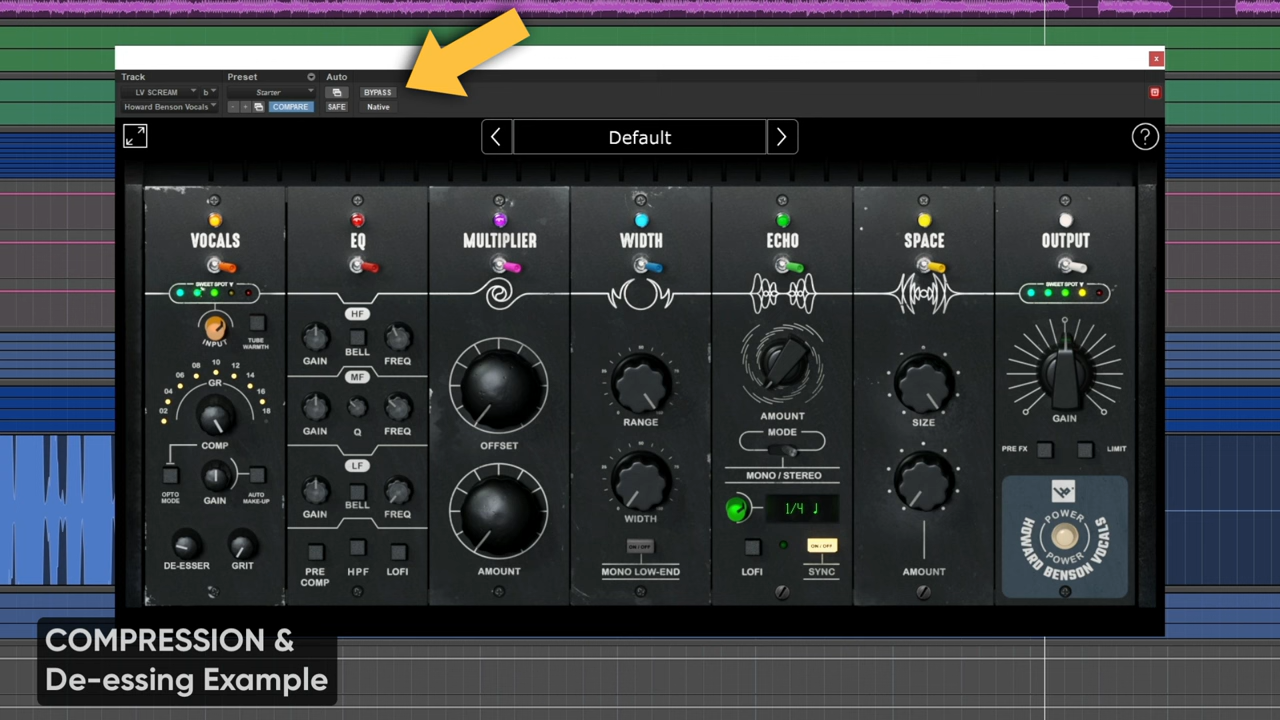 Track
Preset
Auto
LV SCREAM
b
Starter
BYPASS
Howard Benson Vocals
-
+
COMPARE
SAFE
Native
x
Default
?
VOCALS
SWEET SPOT
INPUT
TUBE
WARMTH
02
04
06
08
10
12
14
16
18
GR
COMP
OPTO
MODE
GAIN
AUTO
MAKE-UP
DE-ESSER
GRIT
EQ
HF
GAIN
BELL
FREQ
MF
GAIN
Q
FREQ
LF
GAIN
BELL
FREQ
PRE
COMP
HPF
LOFI
MULTIPLIER
OFFSET
AMOUNT
WIDTH
RANGE
WIDTH
ON / OFF
MONO LOW-END
ECHO
AMOUNT
MODE
MONO / STEREO
1/4 ♩
ON / OFF
LOFI
SYNC
SPACE
SIZE
AMOUNT
OUTPUT
SWEET SPOT
GAIN
PRE FX
LIMIT
POWER
POWER
HOWARD BENSON VOCALS
COMPRESSION &
De-essing Example